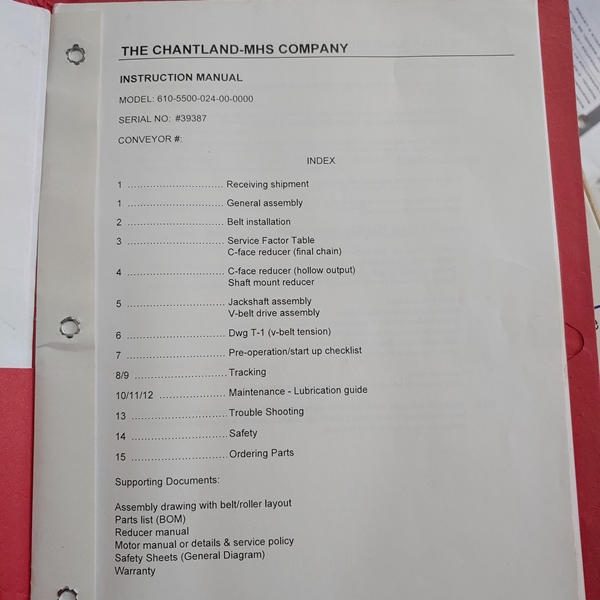 THE CHANTLAND-MHS COMPANY
INSTRUCTION MANUAL
MODEL: 610-5500-024-00-0000
SERIAL NO: #39387
CONVEYOR #:
INDEX
1 ................................ Receiving shipment
1 ................................ General assembly
2 ................................ Belt installation
3 ................................ Service Factor Table
C-face reducer (final chain)
4 ................................ C-face reducer (hollow output)
Shaft mount reducer
5 ................................ Jackshaft assembly
V-belt drive assembly
6 ................................ Dwg T-1 (v-belt tension)
7 ................................ Pre-operation/start up checklist
8/9 ............................... Tracking
10/11/12 ...................... Maintenance - Lubrication guide
13 ................................ Trouble Shooting
14 ................................ Safety
15 ................................ Ordering Parts
Supporting Documents:
Assembly drawing with belt/roller layout
Parts list (BOM)
Reducer manual
Motor manual or details & service policy
Safety Sheets (General Diagram)
Warranty